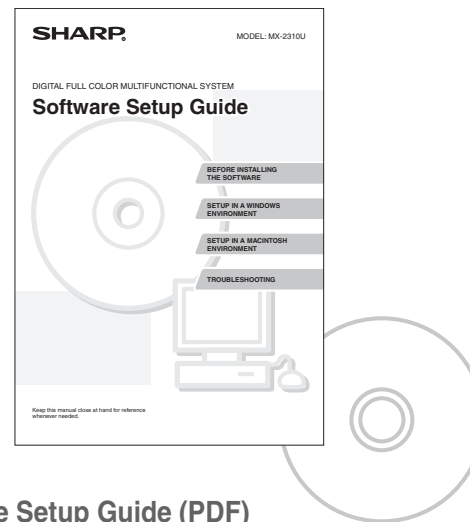 SHARP
MODEL: MX-2310U
DIGITAL FULL COLOR MULTIFUNCTIONAL SYSTEM
Software Setup Guide
BEFORE INSTALLING
THE SOFTWARE
SETUP IN A WINDOWS
ENVIRONMENT
SETUP IN A MACINTOSH
ENVIRONMENT
TROUBLESHOOTING
Keep this manual close at hand for reference
whenever needed.
e Setup Guide (PDF)